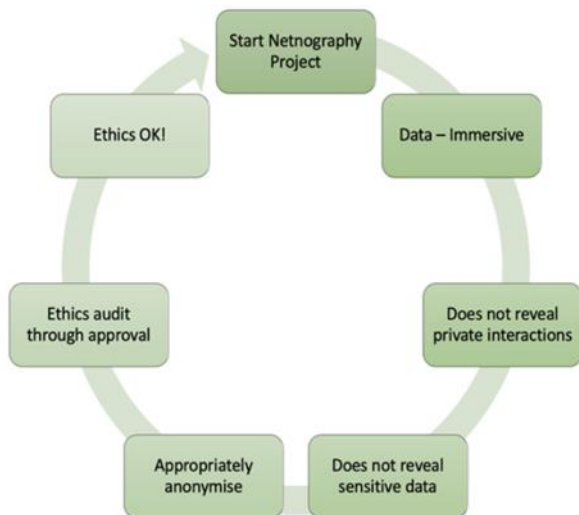 Start Netnography
Project
Data – Immersive
Does not reveal
private interactions
Does not reveal
sensitive data
Appropriately
anonymise
Ethics audit
through approval
Ethics OK!